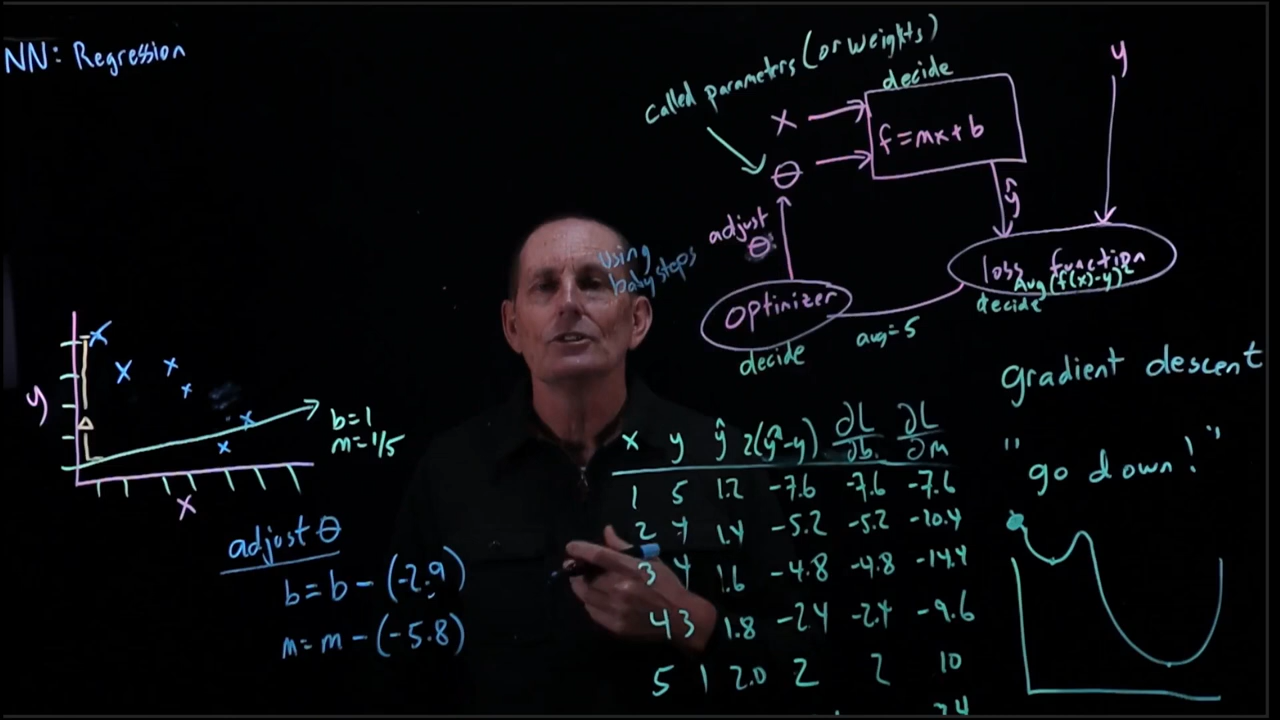 NN: Regression
called parameters (or weights)
decide
x
θ
f = mx + b
y
ŷ
adjust
θ
using
baby steps
optimizer
decide
loss function
Avg(f(x)-y)²
decide
avg=5
gradient descent
" go down! "
y
x
b=1
m=1/5
adjust θ
b = b - (-2.9)
m = m - (-5.8)
x y ŷ 2(ŷ-y) ∂L/∂b ∂L/∂m
1 5 1.2 -7.6 -7.6 -7.6
2 4 1.4 -5.2 -5.2 -10.4
3 4 1.6 -4.8 -4.8 -14.4
4 3 1.8 -2.4 -2.4 -9.6
5 1 2.0 2 2 10